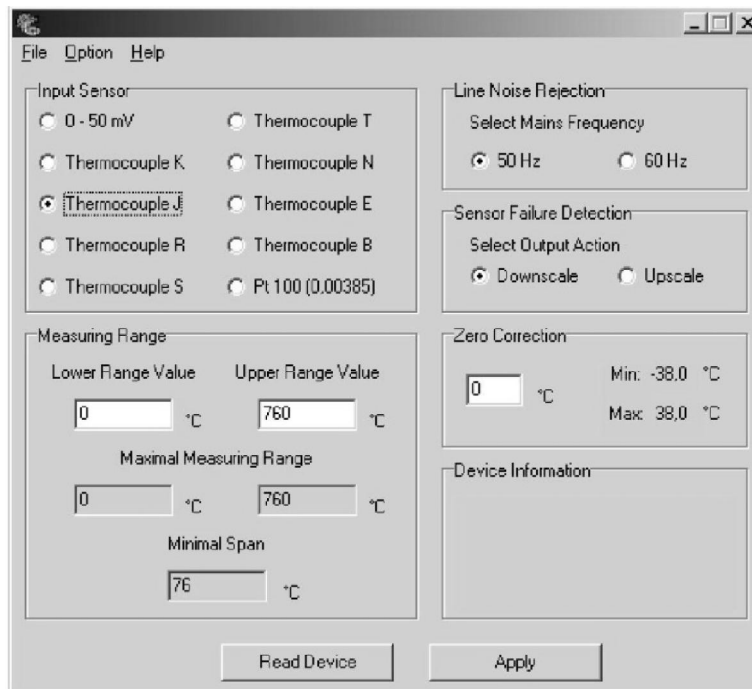 File Option Help
Input Sensor
0 - 50 mV Thermocouple T
Thermocouple K Thermocouple N
Thermocouple J Thermocouple E
Thermocouple R Thermocouple B
Thermocouple S Pt 100 (0,00385)
Line Noise Rejection
Select Mains Frequency
50 Hz 60 Hz
Sensor Failure Detection
Select Output Action
Downscale Upscale
Measuring Range
Lower Range Value Upper Range Value
0 °C 760 °C
Maximal Measuring Range
0 °C 760 °C
Minimal Span
76 °C
Zero Correction
0 °C
Min: -38,0 °C
Max: 38,0 °C
Device Information
Read Device Apply